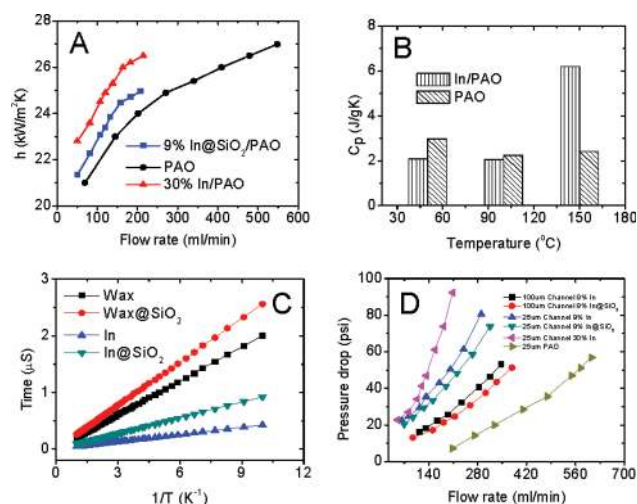 A
28
26
24
22
20
h (kW/m²K)
9% In@SiO₂/PAO
PAO
30% In/PAO
0 100 200 300 400 500 600
Flow rate (ml/min)
B
8
6
4
2
0
Cp (J/gK)
In/PAO
PAO
30 60 90 120 150 180
Temperature (°C)
C
3
2
1
0
Time (μS)
Wax
Wax@SiO₂
In
In@SiO₂
0 3 6 9 12
1/T (K⁻¹)
D
100
80
60
40
20
0
Pressure drop (psi)
100um Channel 9% In
100um Channel 9% In@SiO₂
25um Channel 9% In
25um Channel 9% In@SiO₂
25um Channel 30% In
25um PAO
0 140 280 420 560 700
Flow rate (ml/min)